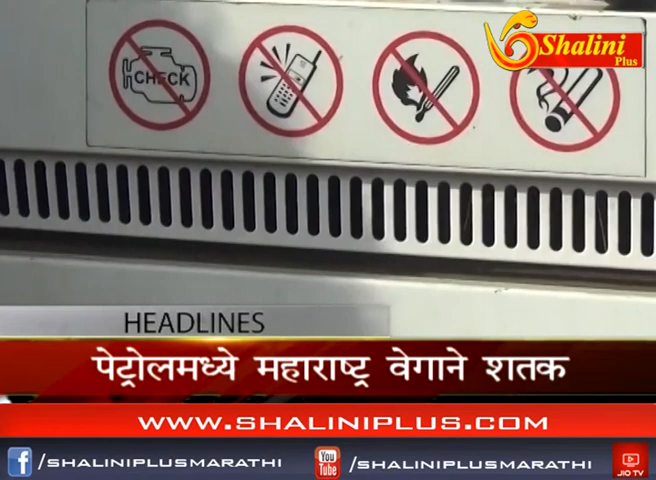 Shalini
Plus
CHECK
HEADLINES
पेट्रोलमध्ये महाराष्ट्र वेगाने शतक
WWW.SHALINIPLUS.COM
f /SHALINIPLUSMARATHI
You
Tube
/SHALINIPLUSMARATHI
JIO TV